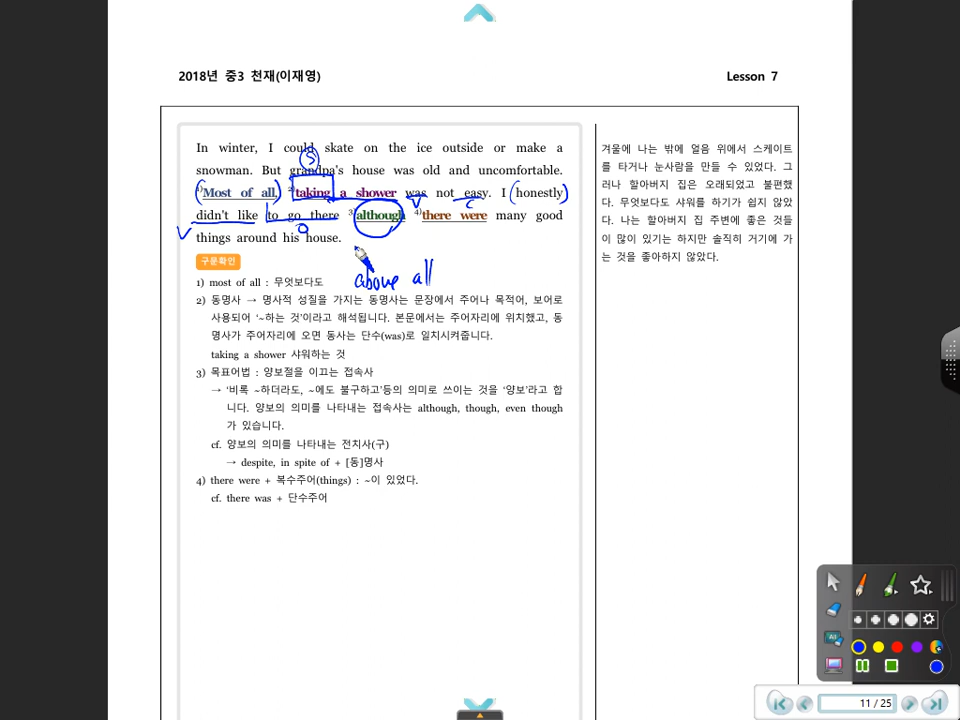 2018년 중3 천재(이재영) Lesson 7
In winter, I could skate on the ice outside or make a
snowman. But grandpa's house was old and uncomfortable.
1)Most of all, 2)taking a shower was not easy. I honestly
didn't like to go there 3)although 4)there were many good
things around his house.
S
V
C
V
O
above all
구문확인
1) most of all : 무엇보다도
2) 동명사 → 명사적 성질을 가지는 동명사는 문장에서 주어나 목적어, 보어로
사용되어 '~하는 것'이라고 해석됩니다. 본문에서는 주어자리에 위치했고, 동
명사가 주어자리에 오면 동사는 단수(was)로 일치시켜줍니다.
taking a shower 샤워하는 것
3) 목표어법 : 양보절을 이끄는 접속사
→ '비록 ~하더라도, ~에도 불구하고'등의 의미로 쓰이는 것을 '양보'라고 합
니다. 양보의 의미를 나타내는 접속사는 although, though, even though
가 있습니다.
cf. 양보의 의미를 나타내는 전치사(구)
→ despite, in spite of + [동]명사
4) there were + 복수주어(things) : ~이 있었다.
cf. there was + 단수주어
겨울에 나는 밖에 얼음 위에서 스케이트
를 타거나 눈사람을 만들 수 있었다. 그
러나 할아버지 집은 오래되었고 불편했
다. 무엇보다도 샤워를 하기가 쉽지 않았
다. 나는 할아버지 집 주변에 좋은 것들
이 많이 있기는 하지만 솔직히 거기에 가
는 것을 좋아하지 않았다.
11 / 25